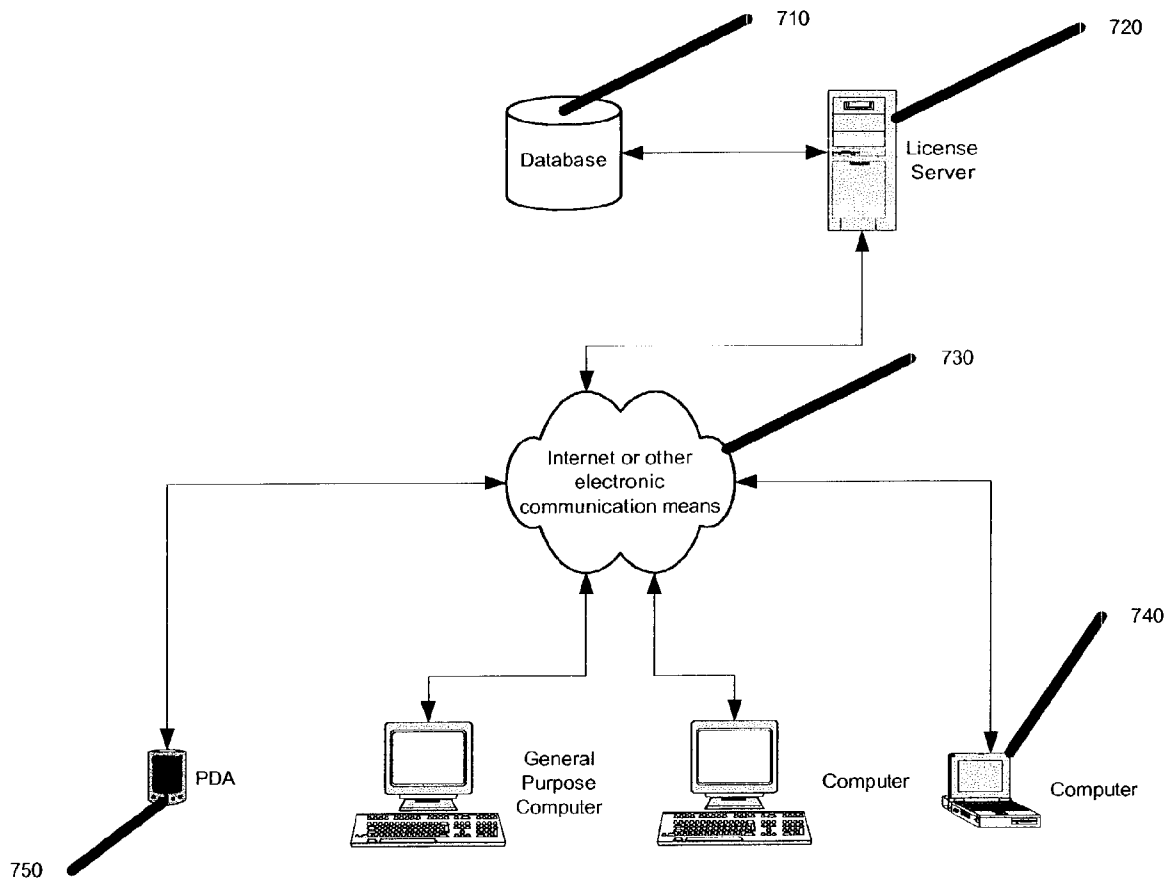 710
720
Database
License
Server
730
Internet or other
electronic
communication means
740
PDA
General
Purpose
Computer
Computer
Computer
750